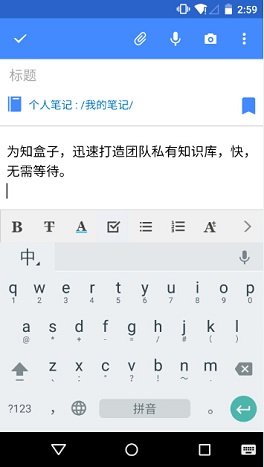 2:59
标题
个人笔记 : /我的笔记/
为知盒子，迅速打造团队私有知识库，快，
无需等待。
B T A A+
中
q w e r t y u i o p
1 2 3 4 5 6 7 8 9 0
a s d f g h j k l
@ * + - = / # ( )
z x c v b n m
' : " ? ! ~ …
?123 ， 拼音 。